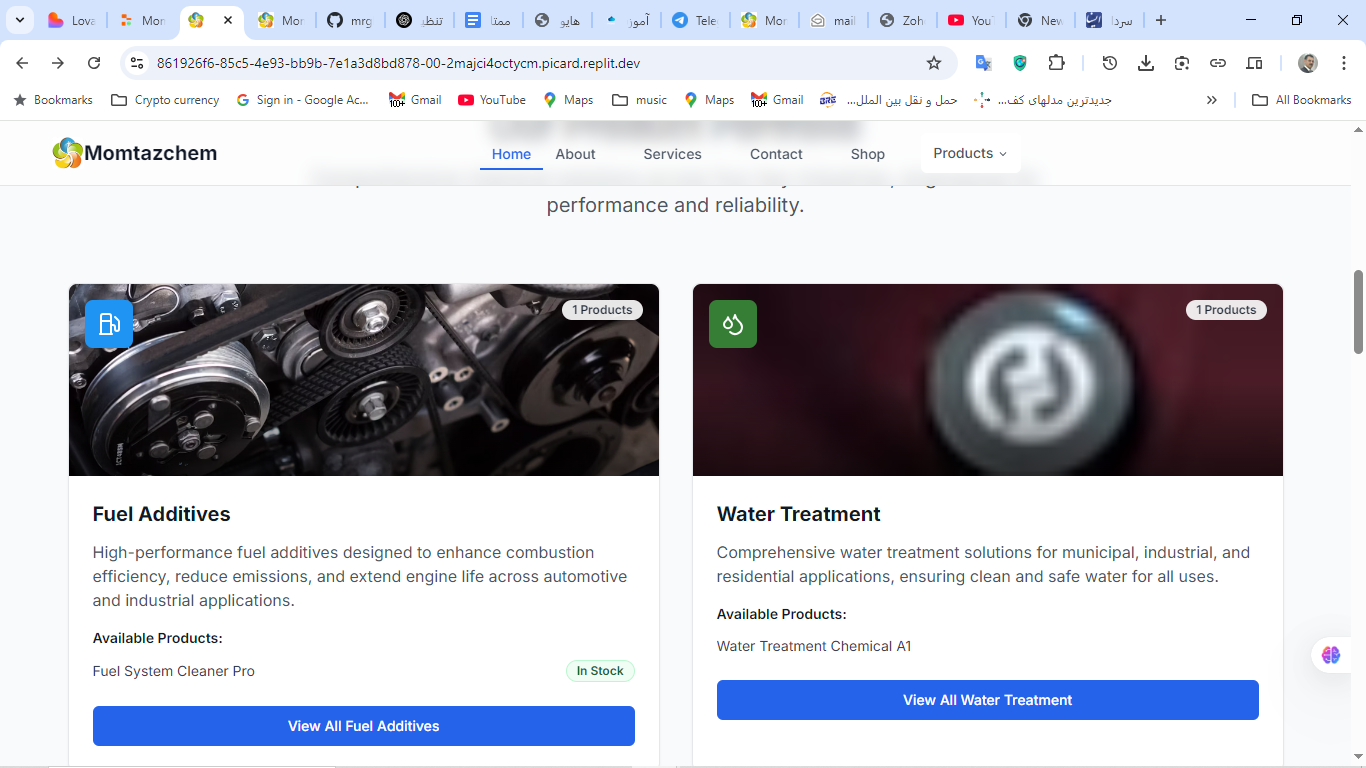 Lova
Mon
Mon
mrg
تنظی
ممتا
هایو
آموز
Tele
Mon
mail
Zoh
YouT
New
سردا
861926f6-85c5-4e93-bb9b-7e1a3d8bd878-00-2majci4octycm.picard.replit.dev
Bookmarks
Crypto currency
Sign in - Google Ac...
Gmail
YouTube
Maps
music
Maps
Gmail
حمل و نقل بین الملل...
جدیدترین مدلهای کف...
All Bookmarks
Momtazchem
Home
About
Services
Contact
Shop
Products
performance and reliability.
1 Products
Fuel Additives
High-performance fuel additives designed to enhance combustion
efficiency, reduce emissions, and extend engine life across automotive
and industrial applications.
Available Products:
Fuel System Cleaner Pro
In Stock
View All Fuel Additives
1 Products
Water Treatment
Comprehensive water treatment solutions for municipal, industrial, and
residential applications, ensuring clean and safe water for all uses.
Available Products:
Water Treatment Chemical A1
View All Water Treatment